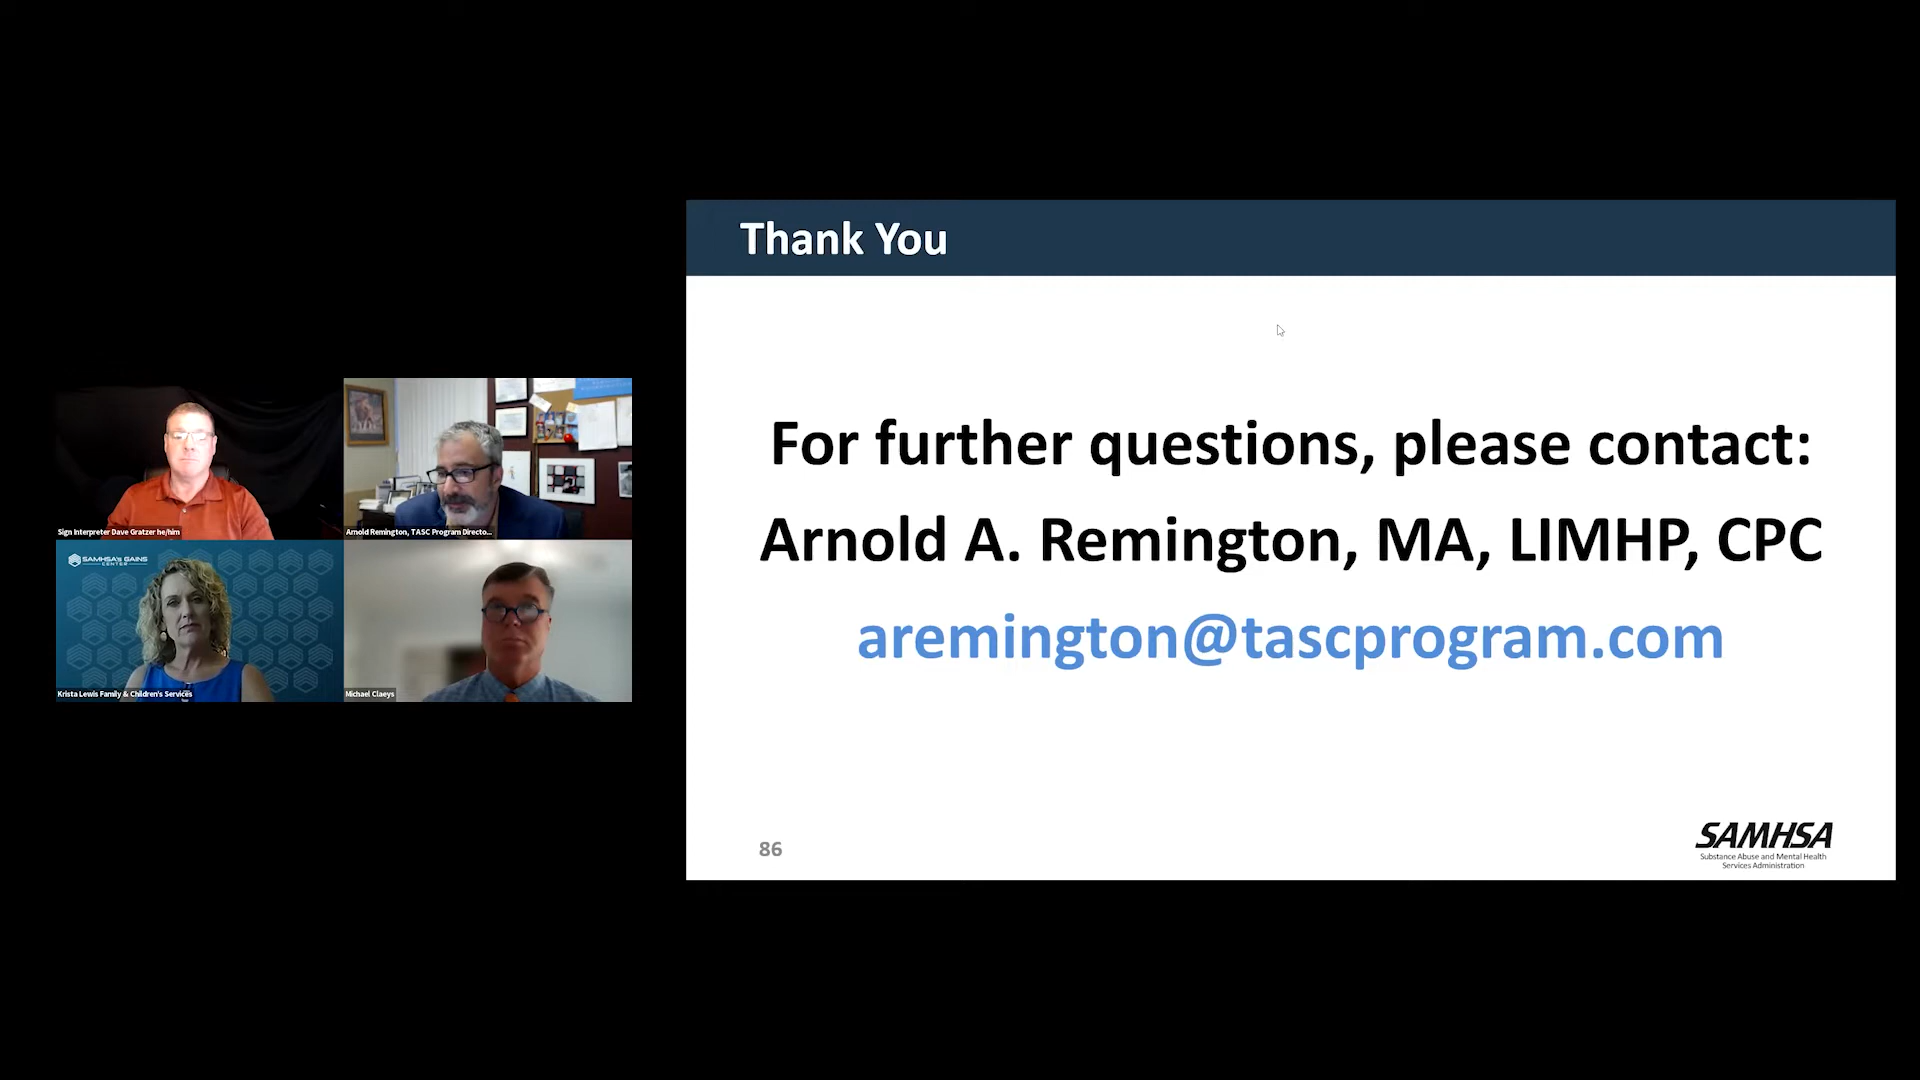 Thank You
For further questions, please contact:
Arnold A. Remington, MA, LIMHP, CPC
aremington@tascprogram.com
86
SAMHSA
Substance Abuse and Mental Health
Services Administration
Sign Interpreter Dave Gratzer he/him
Arnold Remington, TASC Program Directo...
SAMHSA's GAINS
CENTER
Krista Lewis Family & Children's Services
Michael Claeys